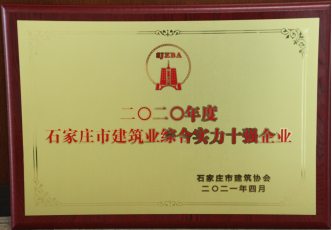 SJZBA
二〇二〇年度
石家庄市建筑业综合实力十强企业
石家庄市建筑协会
二〇二一年四月